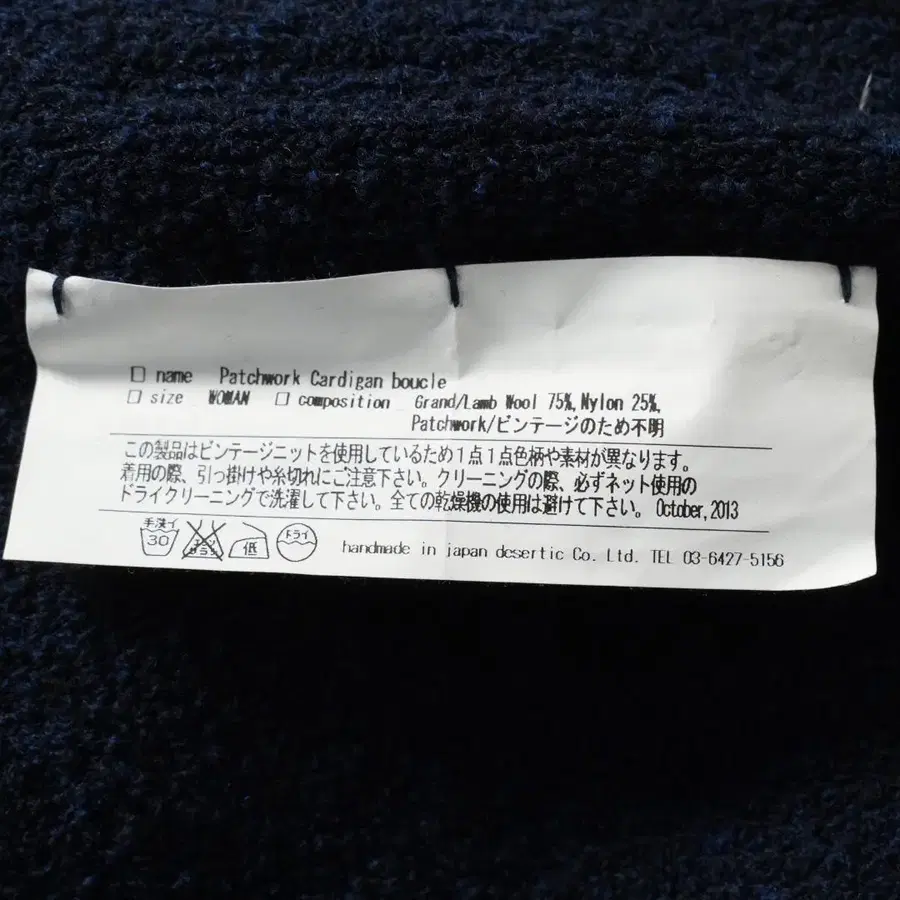 □ name Patchwork Cardigan boucle
□ size WOMAN □ composition Grand/Lamb Wool 75%, Nylon 25%,
Patchwork/ビンテージのため不明
この製品はビンテージニットを使用しているため1点1点色柄や素材が異なります。
着用の際、引っ掛けや糸切れにご注意下さい。クリーニングの際、必ずネット使用の
ドライクリーニングで洗濯して下さい。全ての乾燥機の使用は避けて下さい。 October, 2013
手洗イ 30 エンソ サラシ 低 ドライ handmade in japan desertic Co. Ltd. TEL 03-6427-5156